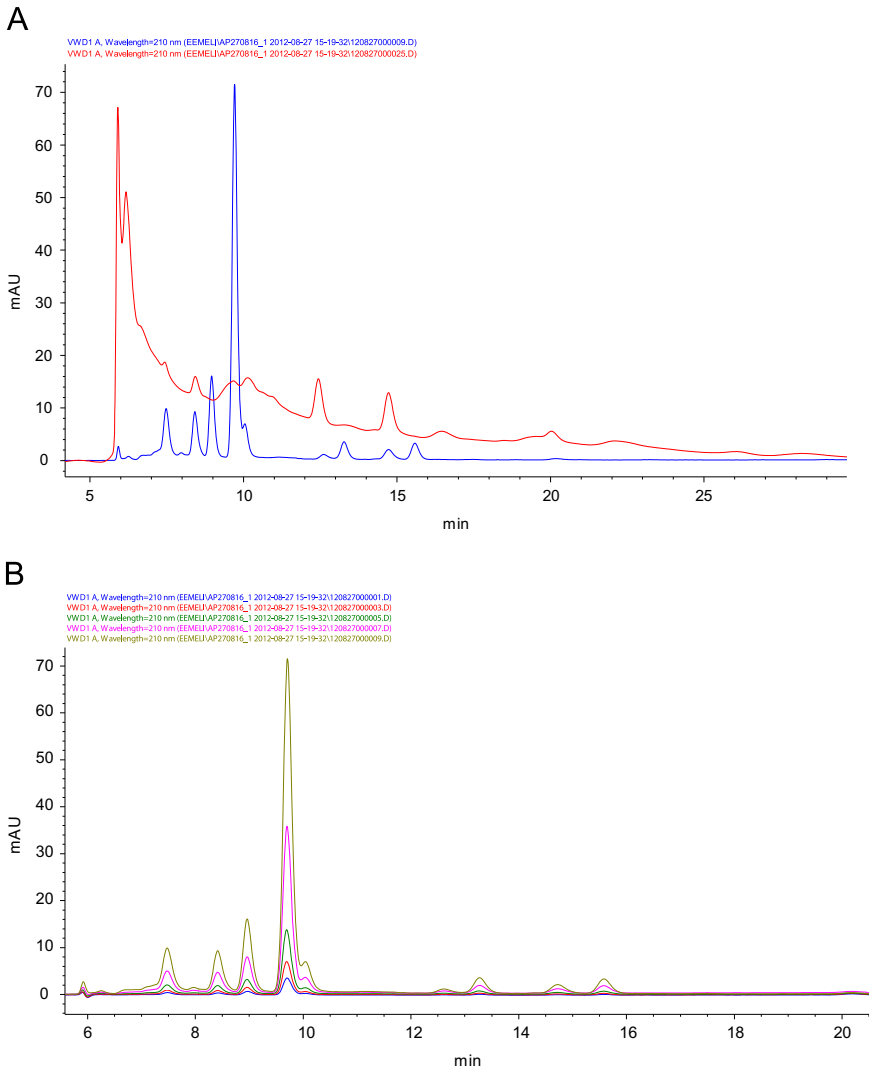 A
VWD1 A, Wavelength=210 nm (EEMELI\AP270816_1 2012-08-27 15-19-32\120827000009.D)
VWD1 A, Wavelength=210 nm (EEMELI\AP270816_1 2012-08-27 15-19-32\120827000025.D)
70
60
50
40
30
20
10
0
mAU
5 10 15 20 25
min
B
VWD1 A, Wavelength=210 nm (EEMELI\AP270816_1 2012-08-27 15-19-32\120827000001.D)
VWD1 A, Wavelength=210 nm (EEMELI\AP270816_1 2012-08-27 15-19-32\120827000003.D)
VWD1 A, Wavelength=210 nm (EEMELI\AP270816_1 2012-08-27 15-19-32\120827000005.D)
VWD1 A, Wavelength=210 nm (EEMELI\AP270816_1 2012-08-27 15-19-32\120827000007.D)
VWD1 A, Wavelength=210 nm (EEMELI\AP270816_1 2012-08-27 15-19-32\120827000009.D)
70
60
50
40
30
20
10
0
mAU
6 8 10 12 14 16 18 20
min